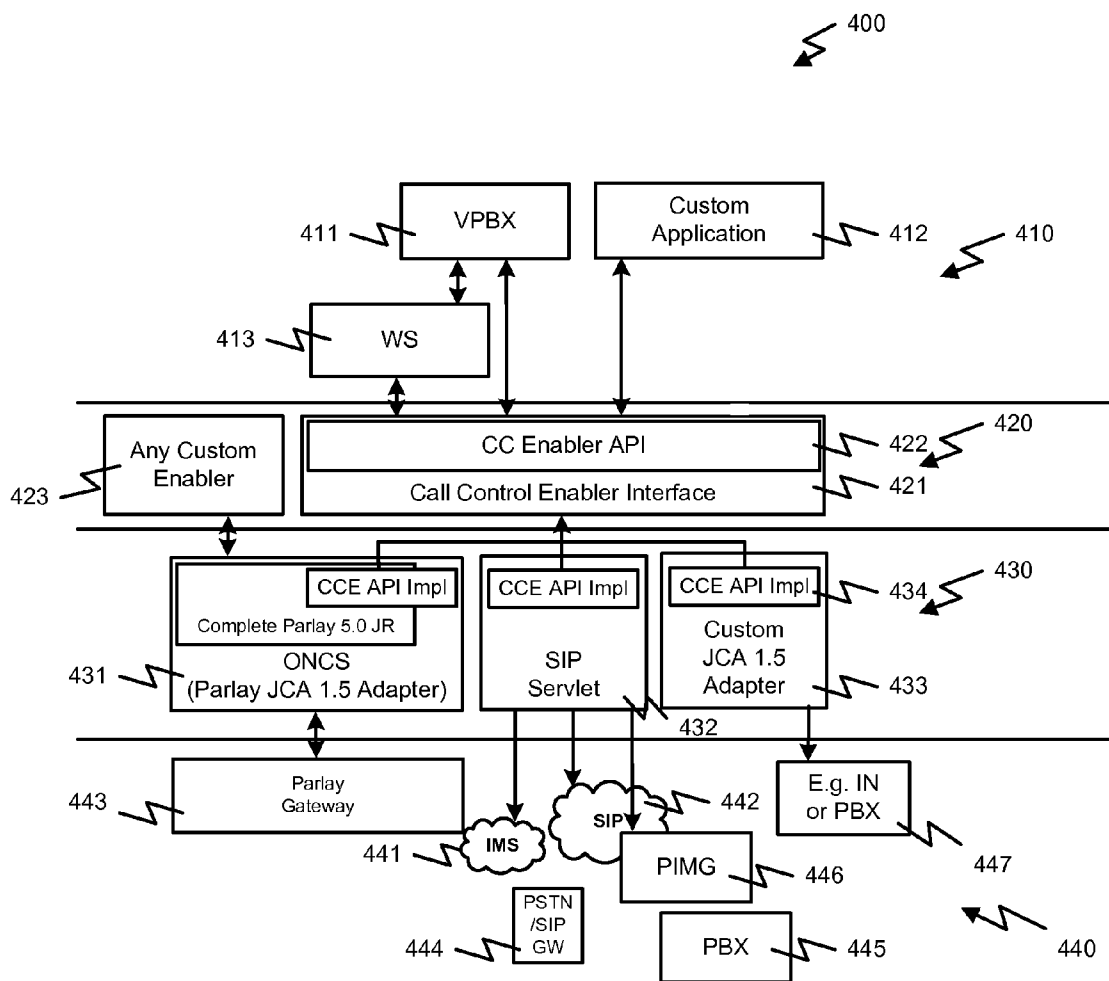 400
VPBX
411
Custom
Application
412
410
413
WS
Any Custom
Enabler
423
CC Enabler API
422
420
Call Control Enabler Interface
421
CCE API Impl
Complete Parlay 5.0 JR
ONCS
(Parlay JCA 1.5 Adapter)
431
CCE API Impl
SIP
Servlet
432
CCE API Impl
434
430
Custom
JCA 1.5
Adapter
433
Parlay
Gateway
443
IMS
441
SIP
442
E.g. IN
or PBX
447
PIMG
446
PSTN
/SIP
GW
444
PBX
445
440